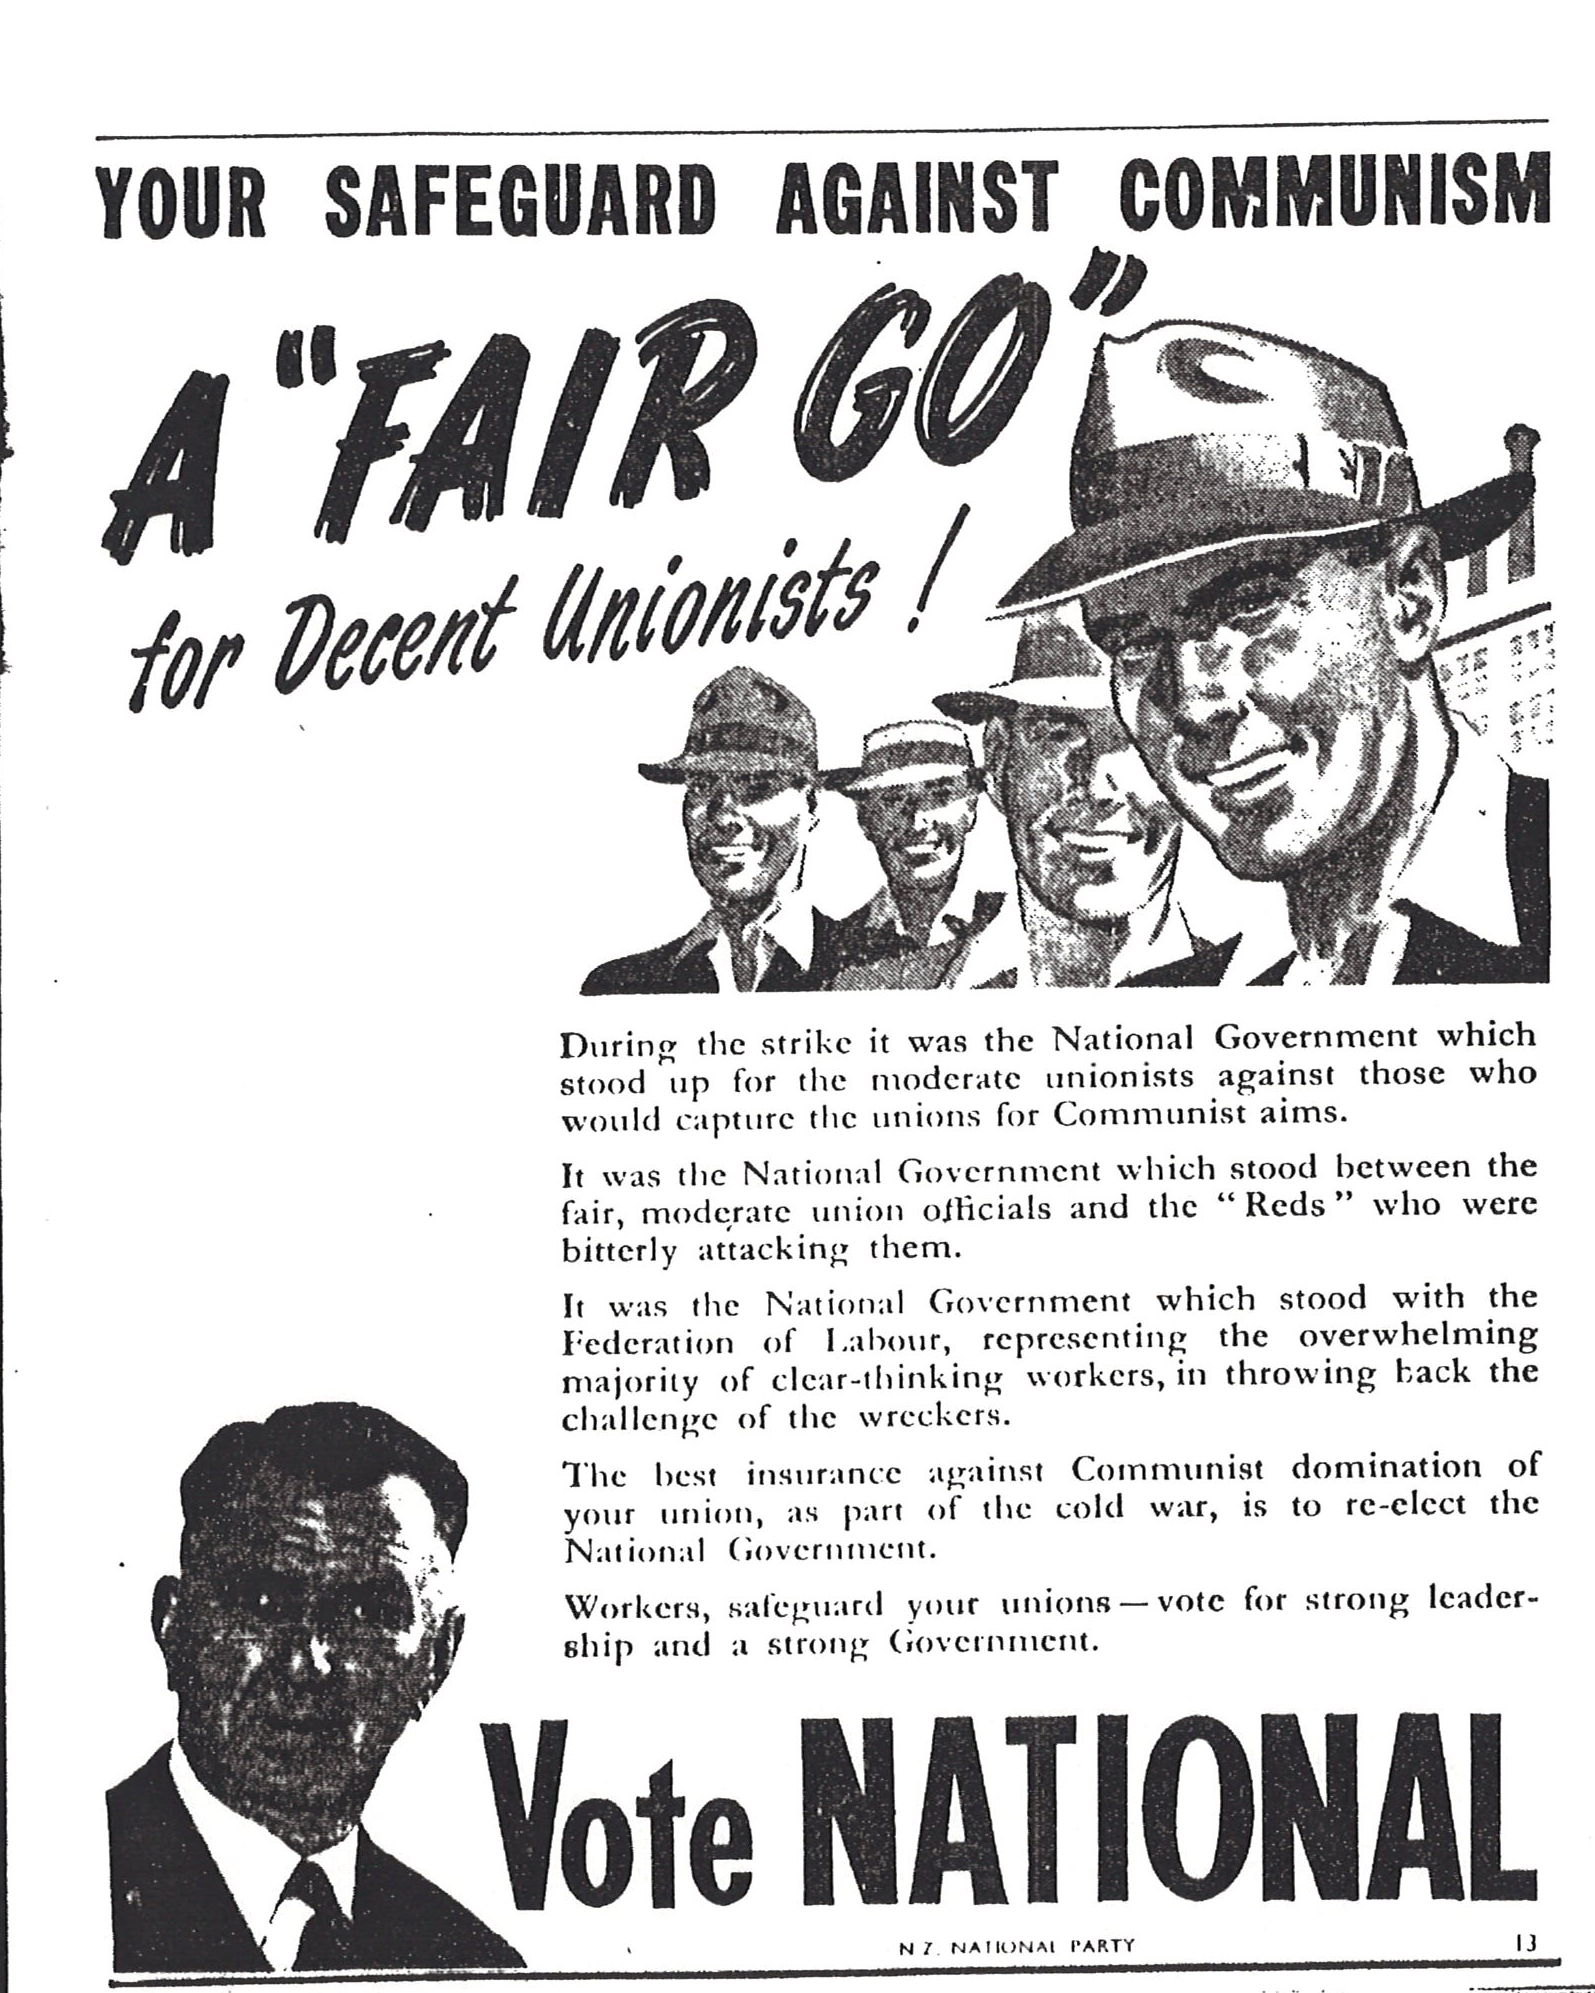 YOUR SAFEGUARD AGAINST COMMUNISM
A "FAIR GO"
for Decent Unionists!
During the strike it was the National Government which
stood up for the moderate unionists against those who
would capture the unions for Communist aims.
It was the National Government which stood between the
fair, moderate union officials and the "Reds" who were
bitterly attacking them.
It was the National Government which stood with the
Federation of Labour, representing the overwhelming
majority of clear-thinking workers, in throwing back the
challenge of the wreckers.
The best insurance against Communist domination of
your union, as part of the cold war, is to re-elect the
National Government.
Workers, safeguard your unions — vote for strong leader-
ship and a strong Government.
Vote NATIONAL
N.Z. NATIONAL PARTY
13